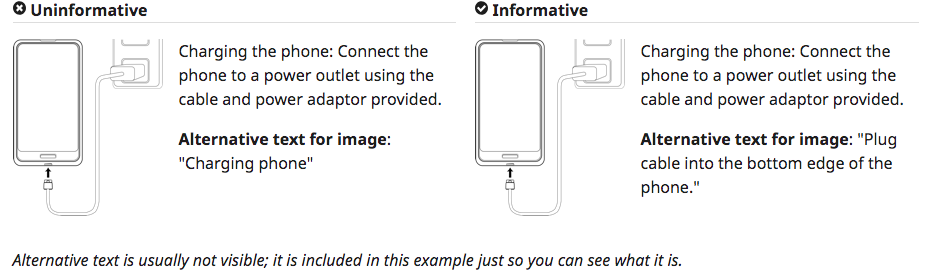 Uninformative
Charging the phone: Connect the
phone to a power outlet using the
cable and power adaptor provided.
Alternative text for image:
"Charging phone"
Informative
Charging the phone: Connect the
phone to a power outlet using the
cable and power adaptor provided.
Alternative text for image: "Plug
cable into the bottom edge of the
phone."
Alternative text is usually not visible; it is included in this example just so you can see what it is.